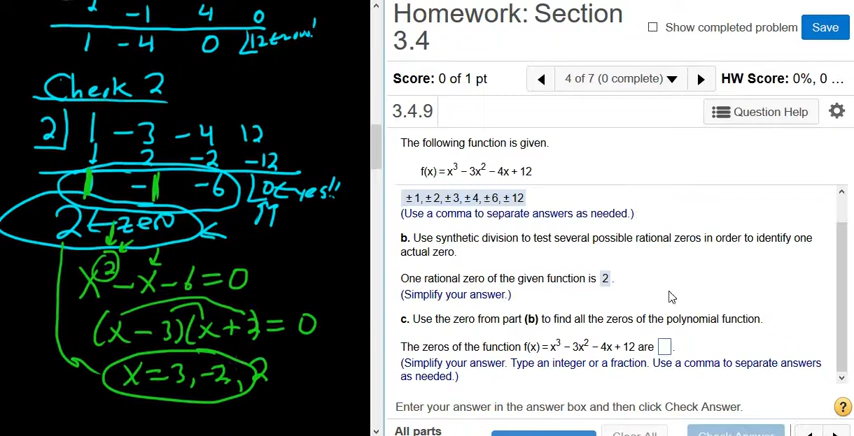 1 -1 4 0
1 -4 0 12 ← zero!
Check 2
2 1 -3 -4 12
1 2 -2 -12
1 -1 -6 0 ← yes!!
2 ← zero
x² - x - 6 = 0
(x - 3)(x + 2 = 0
x = 3, -2, 2
Homework: Section 3.4
Show completed problem
Save
Score: 0 of 1 pt
4 of 7 (0 complete)
HW Score: 0%, 0 ...
3.4.9
Question Help
The following function is given.
f(x) = x³ − 3x² − 4x + 12
± 1, ± 2, ± 3, ± 4, ± 6, ± 12
(Use a comma to separate answers as needed.)
b. Use synthetic division to test several possible rational zeros in order to identify one
actual zero.
One rational zero of the given function is 2 .
(Simplify your answer.)
c. Use the zero from part (b) to find all the zeros of the polynomial function.
The zeros of the function f(x) = x³ − 3x² − 4x + 12 are .
(Simplify your answer. Type an integer or a fraction. Use a comma to separate answers
as needed.)
Enter your answer in the answer box and then click Check Answer.
?
All parts
Clear All
Check Answer